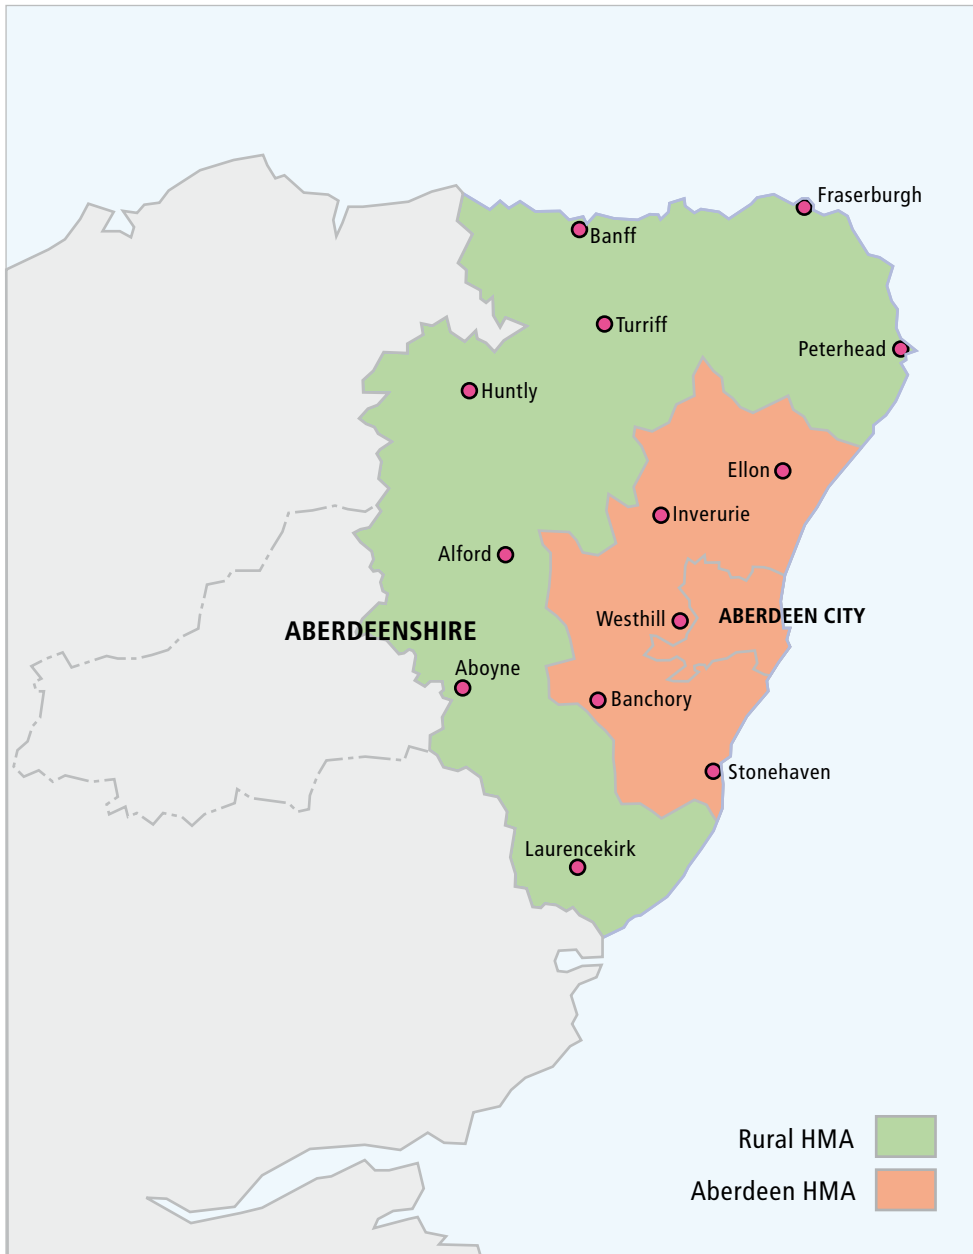 Fraserburgh
Banff
Turriff
Peterhead
Huntly
Ellon
Inverurie
Alford
Westhill
ABERDEEN CITY
ABERDEENSHIRE
Aboyne
Banchory
Stonehaven
Laurencekirk
Rural HMA
Aberdeen HMA